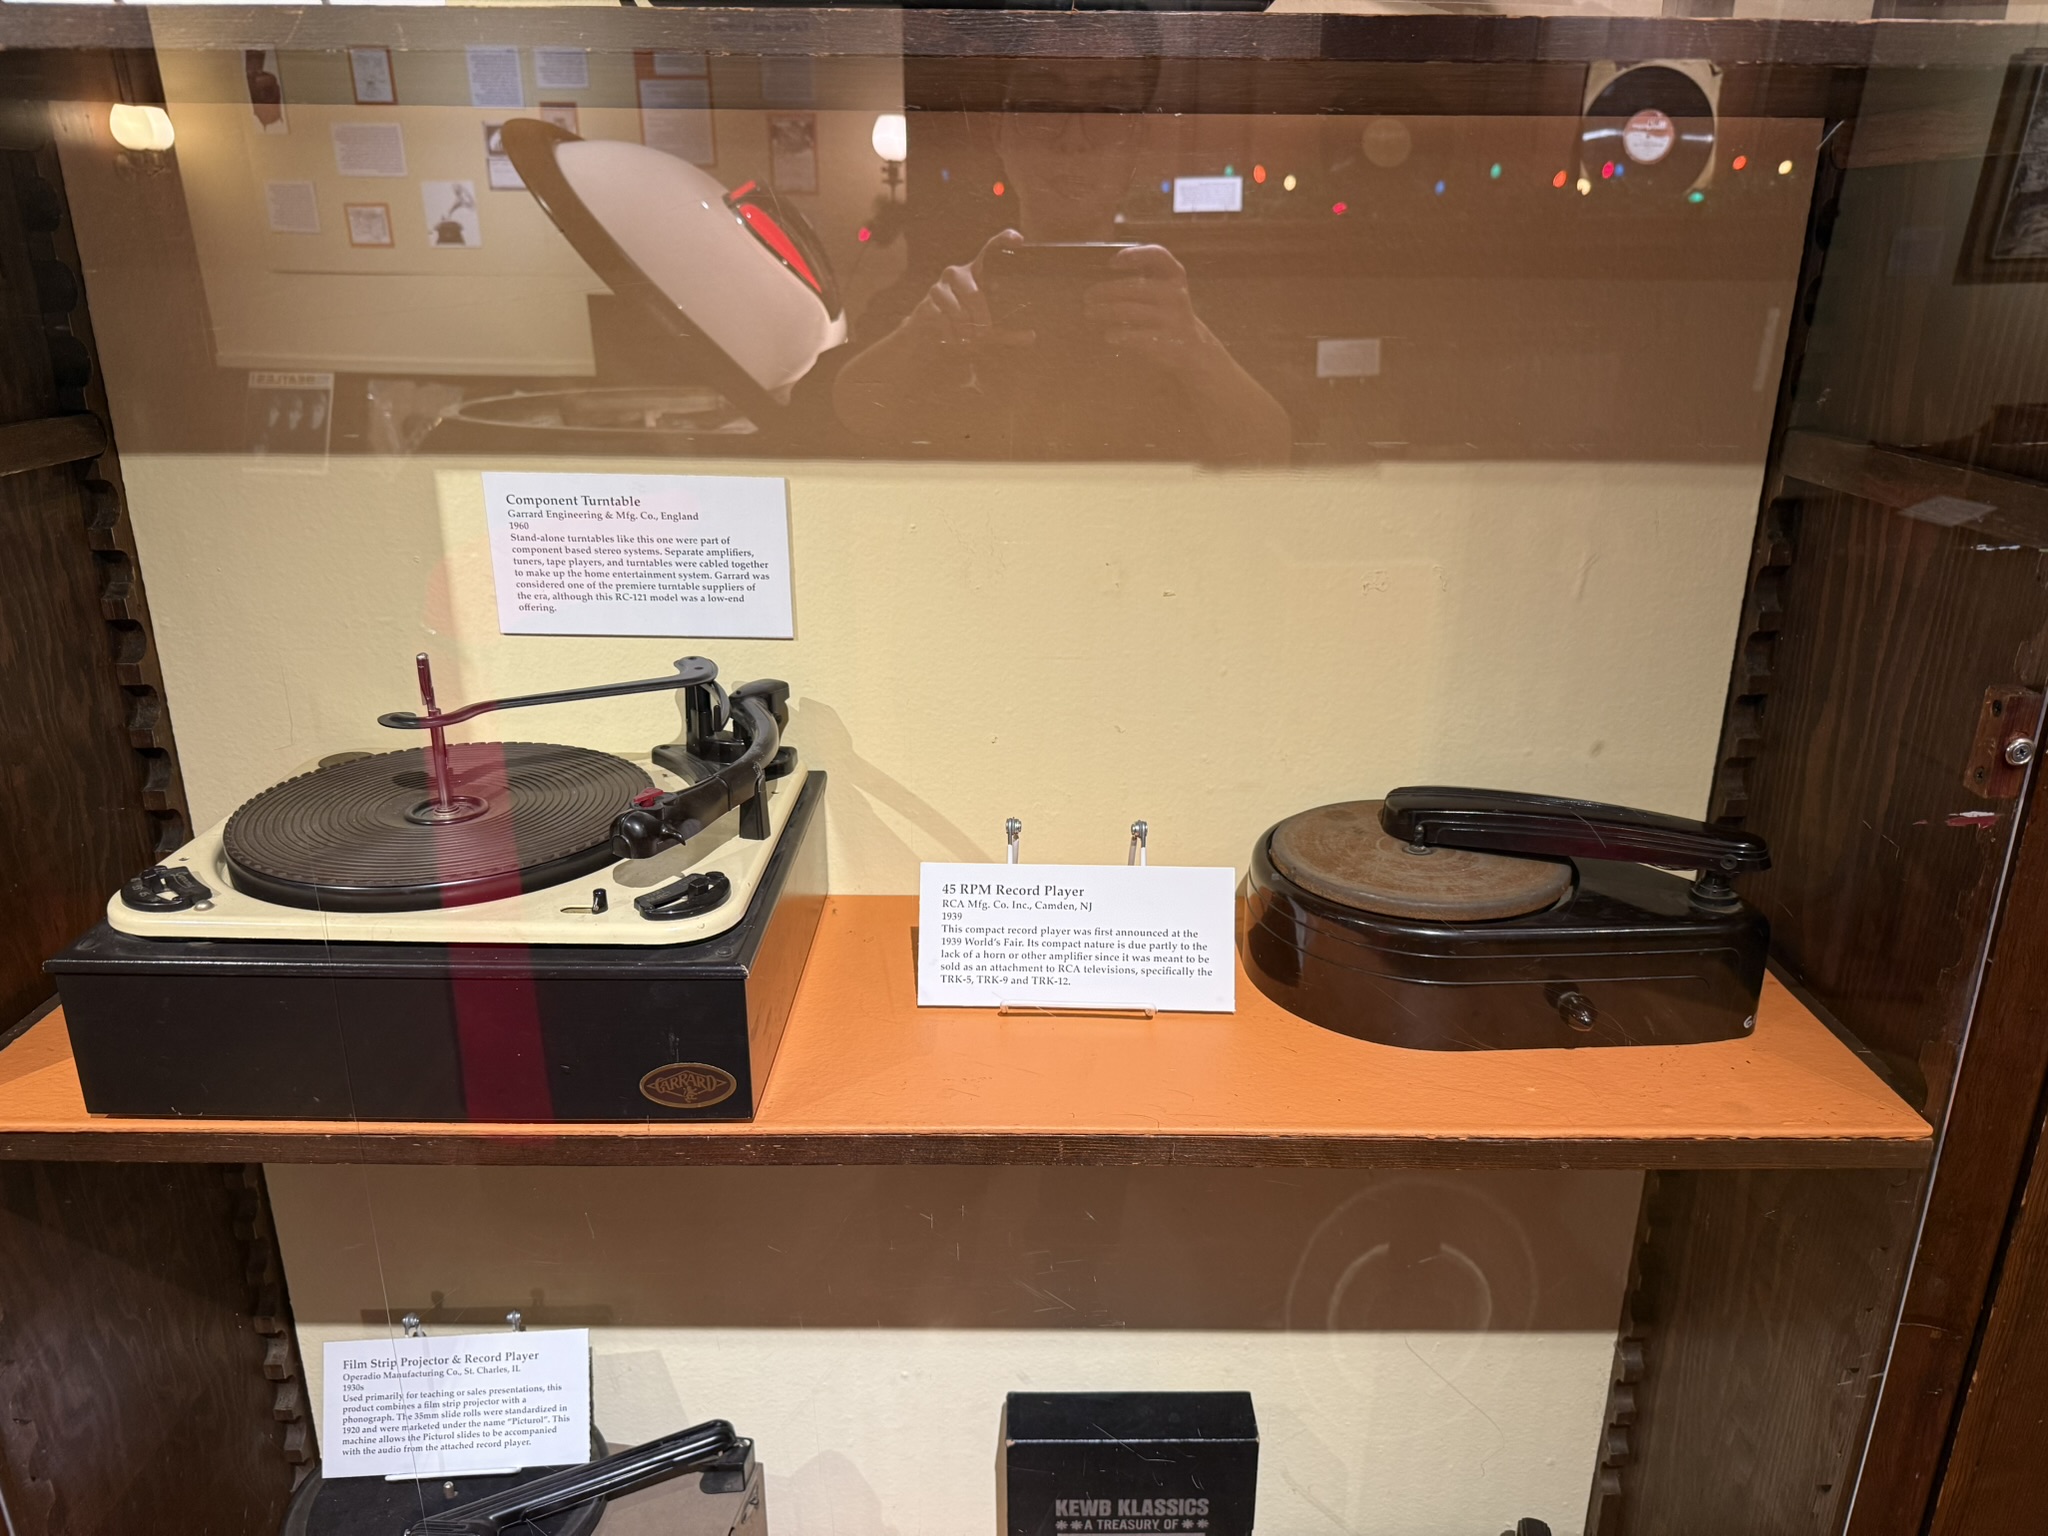 Component Turntable
Garrard Engineering & Mfg. Co., England
1960
Stand-alone turntables like this one were part of
component based stereo systems. Separate amplifiers,
tuners, tape players, and turntables were cabled together
to make up the home entertainment system. Garrard was
considered one of the premiere turntable suppliers of
the era, although this RC-121 model was a low-end
offering.
45 RPM Record Player
RCA Mfg. Co. Inc., Camden, NJ
1939
This compact record player was first announced at the
1939 World's Fair. Its compact nature is due partly to the
lack of a horn or other amplifier since it was meant to be
sold as an attachment to RCA televisions, specifically the
TRK-5, TRK-9 and TRK-12.
GARRARD
Film Strip Projector & Record Player
Operadio Manufacturing Co., St. Charles, IL
1930s
Used primarily for teaching or sales presentations, this
product combines a film strip projector with a
phonograph. The 35mm slide rolls were standardized in
1920 and were marketed under the name "Picturol". This
machine allows the Picturol slides to be accompanied
with the audio from the attached record player.
KEWB KLASSICS
A TREASURY OF